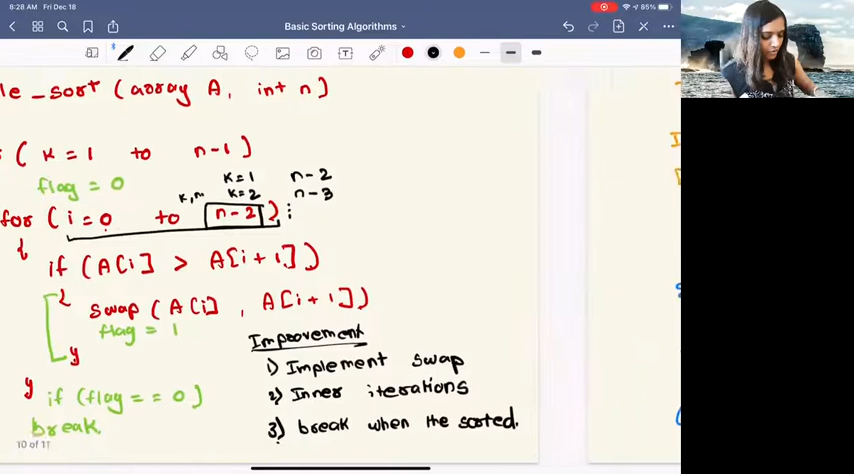 8:28 AM Fri Dec 18
85%
Basic Sorting Algorithms
le_sort (array A, int n)
( k = 1 to n-1)
flag = 0
k=1 n-2
k, n k=2 n-3
for (i = 0 to n-2)
{
if (A[i] > A[i+1])
{ swap (A[i] , A[i+1])
flag = 1
y
Improvement
1) Implement swap
y if (flag == 0)
2) Inner iterations
break
3) break when the sorted.
10 of 11